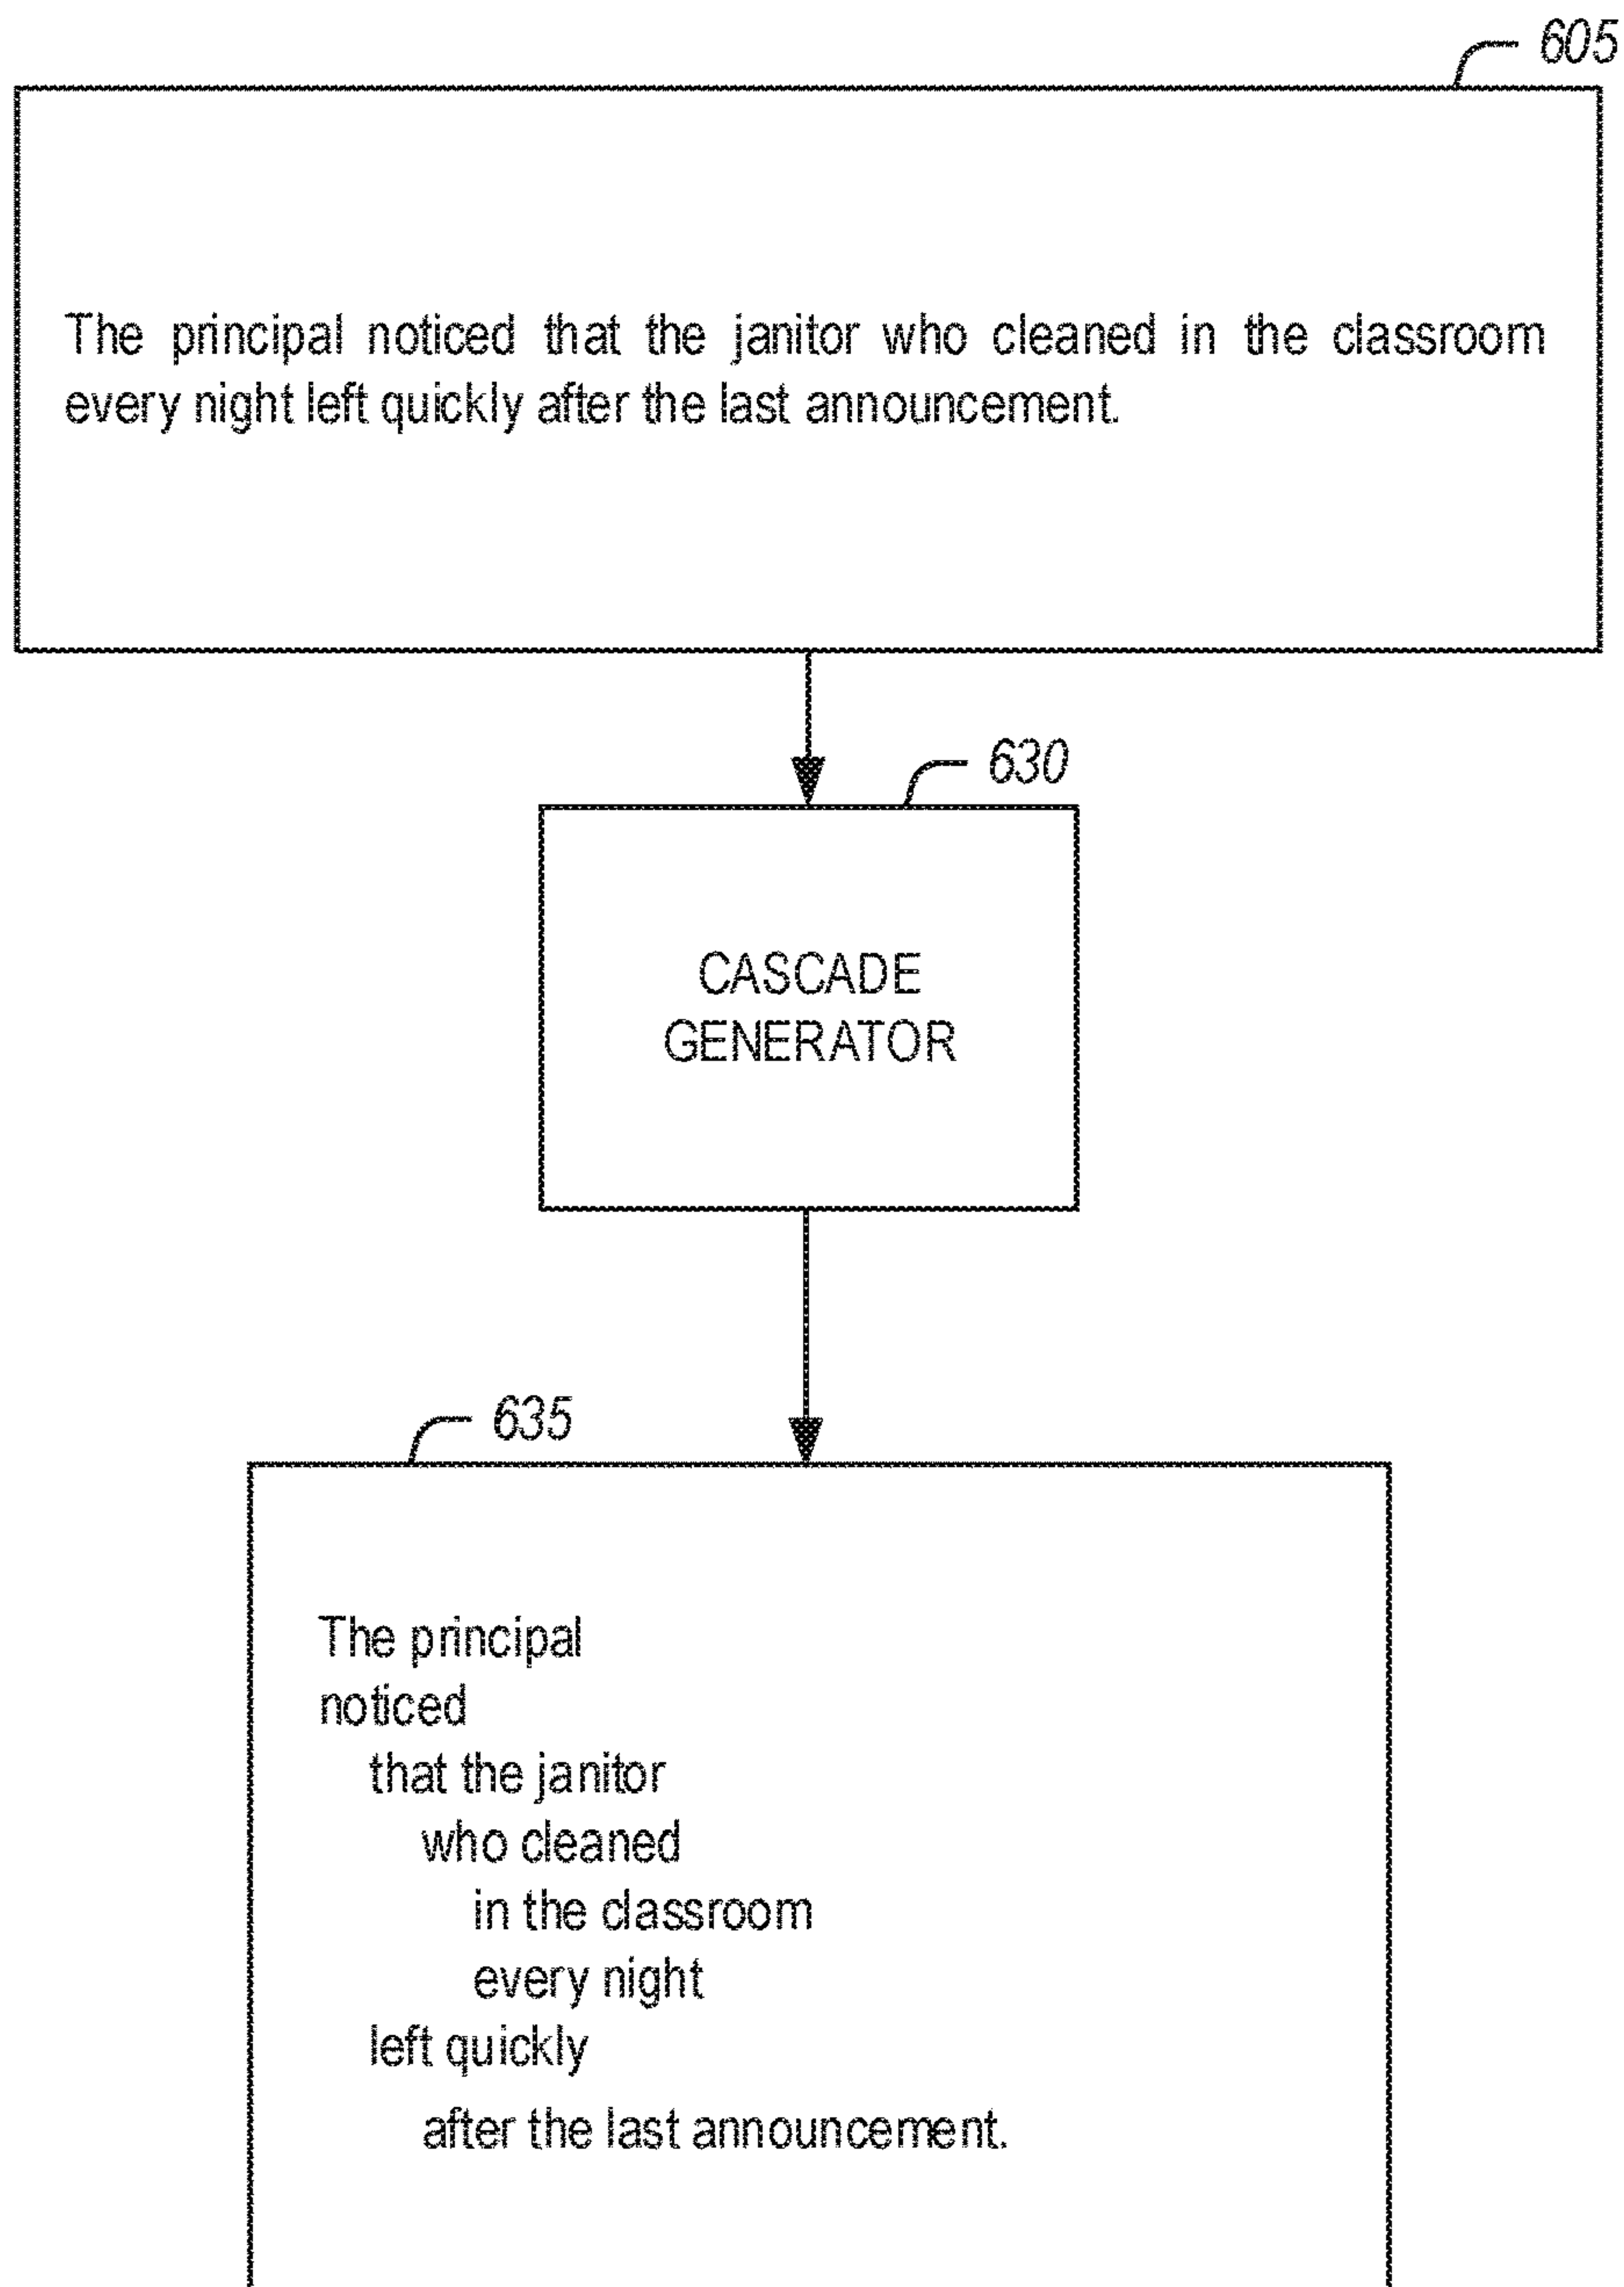 605
The principal noticed that the janitor who cleaned in the classroom
every night left quickly after the last announcement.
630
CASCADE
GENERATOR
635
The principal
noticed
that the janitor
who cleaned
in the classroom
every night
left quickly
after the last announcement.